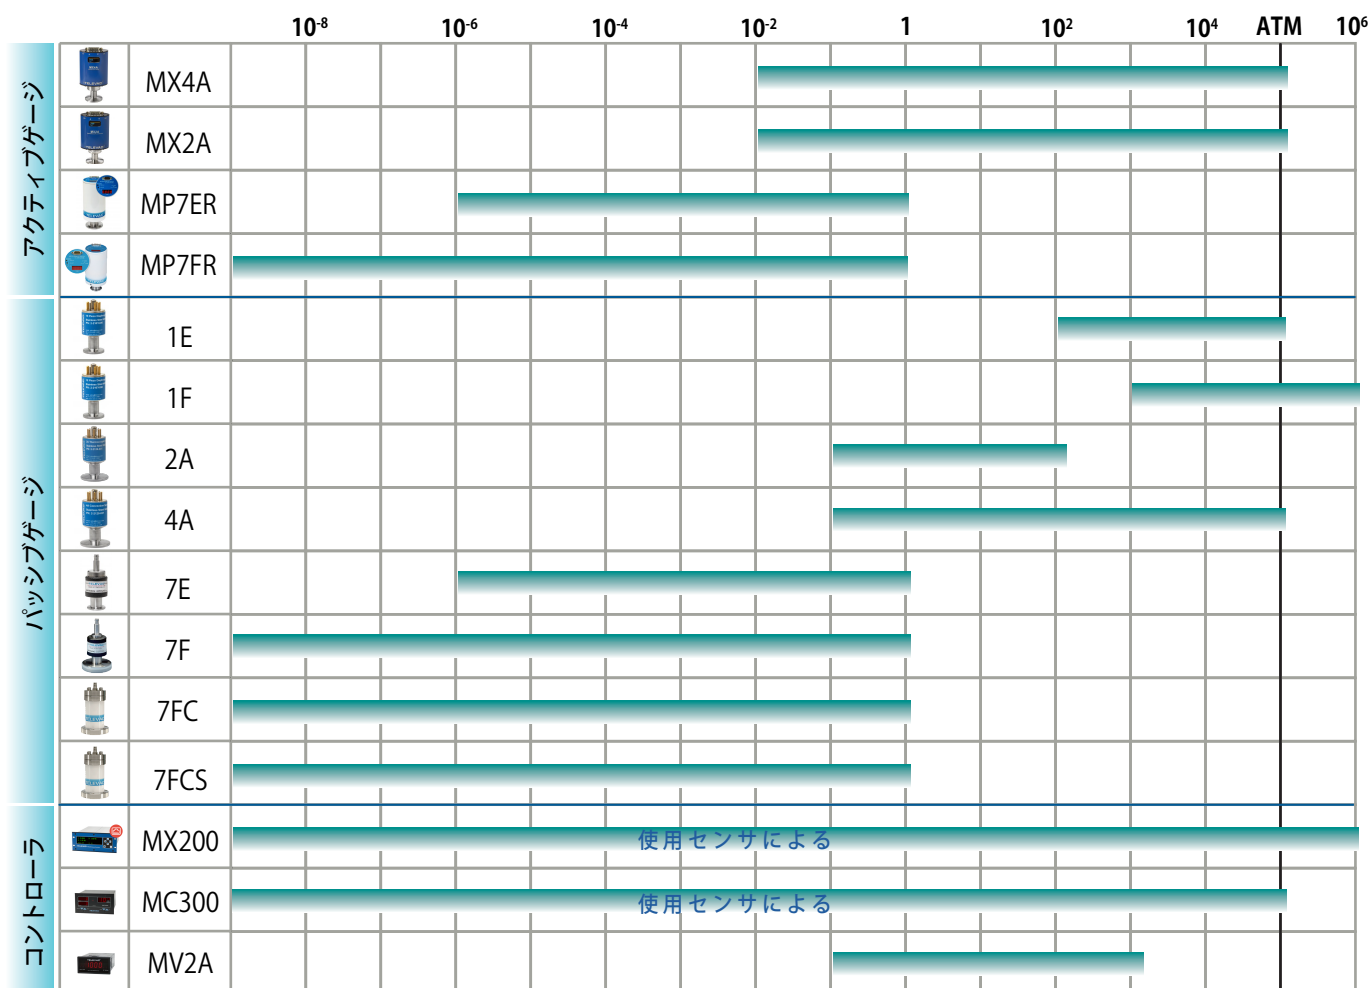 10-8 10-6 10-4 10-2 1 10² 10⁴ ATM 10⁶
アクティブゲージ
MX4A
MX2A
MP7ER
MP7FR
パッシブゲージ
1E
1F
2A
4A
7E
7F
7FC
7FCS
コントローラ
MX200 使用センサによる
MC300 使用センサによる
MV2A